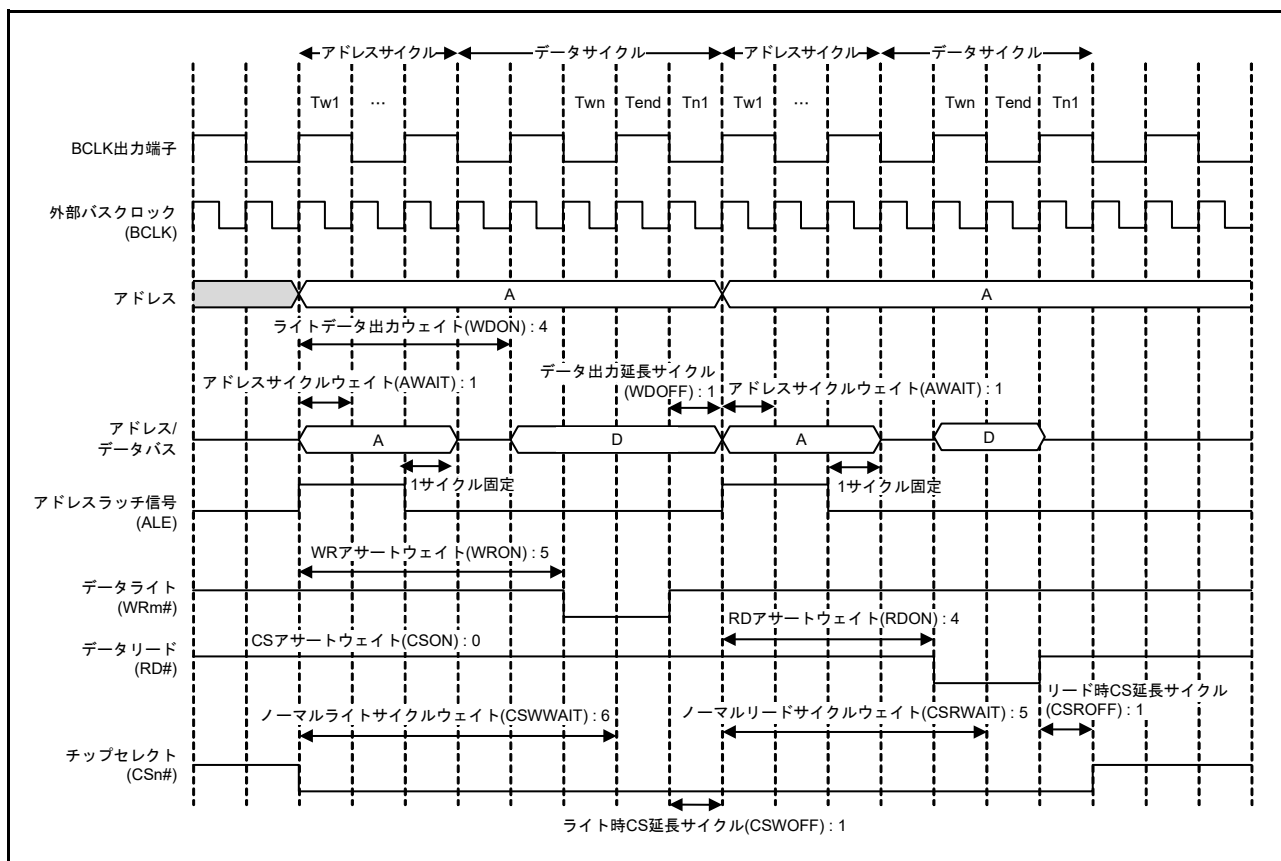 アドレスサイクル データサイクル アドレスサイクル データサイクル
Tw1 … Twn Tend Tn1 Tw1 … Twn Tend Tn1
BCLK出力端子
外部バスクロック
(BCLK)
アドレス A A
ライトデータ出力ウェイト(WDON) : 4
データ出力延長サイクル
(WDOFF) : 1
アドレスサイクルウェイト(AWAIT) : 1 アドレスサイクルウェイト(AWAIT) : 1
アドレス/
データバス A D A D
1サイクル固定 1サイクル固定
アドレスラッチ信号
(ALE)
WRアサートウェイト(WRON) : 5
データライト
(WRm#)
RDアサートウェイト(RDON) : 4
CSアサートウェイト(CSON) : 0
データリード
(RD#)
リード時CS延長サイクル
(CSROFF) : 1
ノーマルライトサイクルウェイト(CSWWAIT) : 6 ノーマルリードサイクルウェイト(CSRWAIT) : 5
チップセレクト
(CSn#)
ライト時CS延長サイクル(CSWOFF) : 1